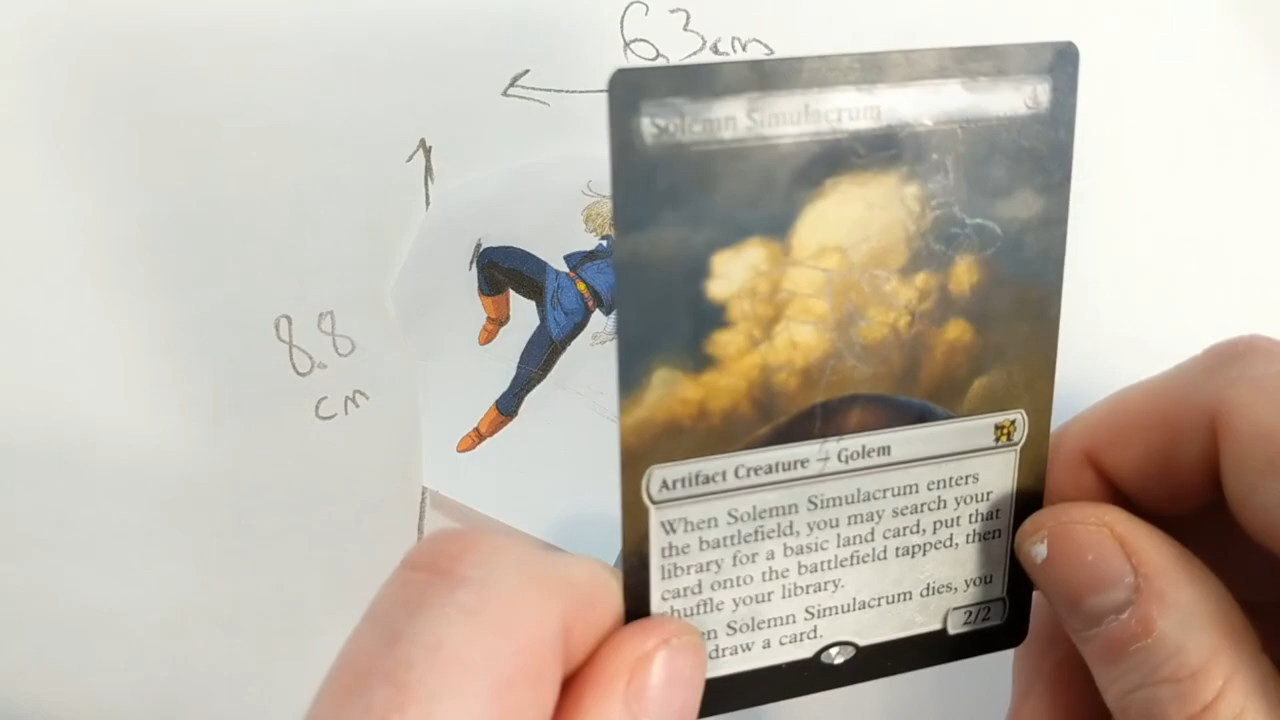 6.3cm
8.8
cm
Solemn Simulacrum
4
Artifact Creature — Golem
When Solemn Simulacrum enters
the battlefield, you may search your
library for a basic land card, put that
card onto the battlefield tapped, then
shuffle your library.
Solemn Simulacrum dies, you
draw a card.
2/2